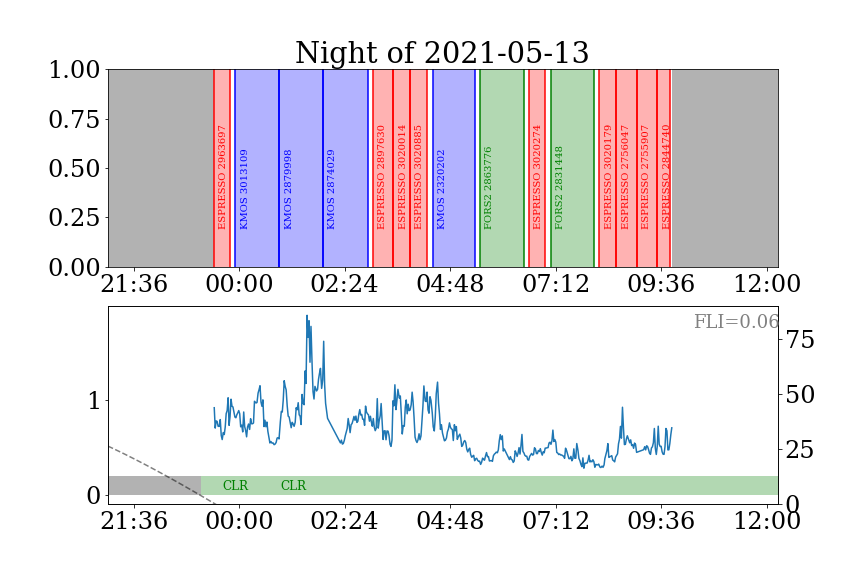 Night of 2021-05-13
1.00
0.75
0.50
0.25
0.00
ESPRESSO 2963697
KMOS 3013109
KMOS 2879998
KMOS 2874029
ESPRESSO 2897630
ESPRESSO 3020014
ESPRESSO 3020885
KMOS 2320202
FORS2 2863776
ESPRESSO 3020274
FORS2 2831448
ESPRESSO 3020179
ESPRESSO 2756047
ESPRESSO 2755907
ESPRESSO 2844740
21:36 00:00 02:24 04:48 07:12 09:36 12:00
FLI=0.06
1
0
75
50
25
0
CLR CLR
21:36 00:00 02:24 04:48 07:12 09:36 12:00